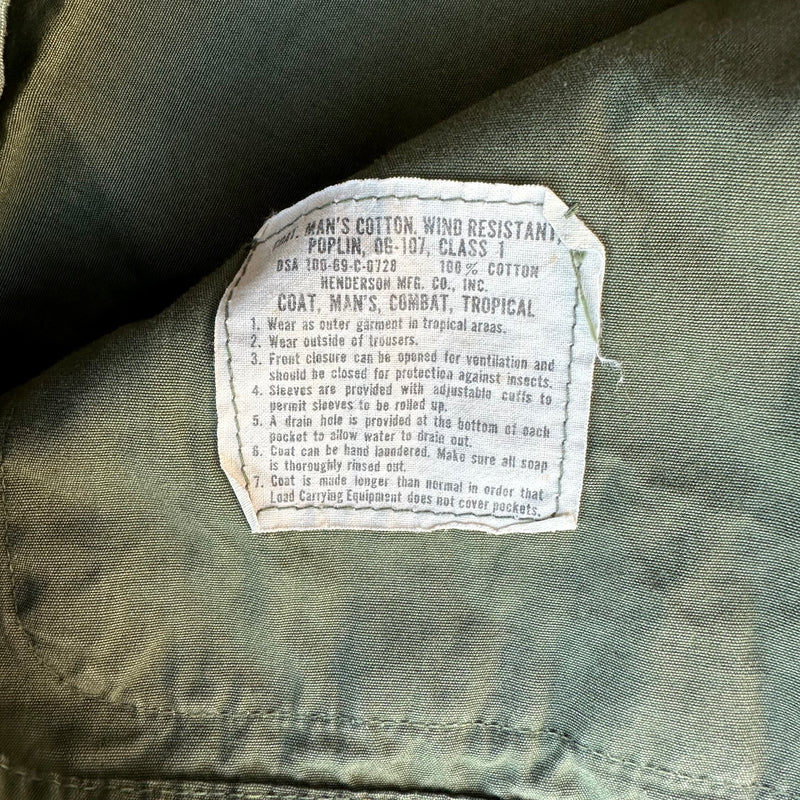 COAT, MAN'S COTTON, WIND RESISTANT,
POPLIN, OG-107, CLASS 1
DSA 100-69-C-0728 100% COTTON
HENDERSON MFG. CO., INC.
COAT, MAN'S, COMBAT, TROPICAL
1. Wear as outer garment in tropical areas.
2. Wear outside of trousers.
3. Front closure can be opened for ventilation and
should be closed for protection against insects.
4. Sleeves are provided with adjustable cuffs to
permit sleeves to be rolled up.
5. A drain hole is provided at the bottom of each
pocket to allow water to drain out.
6. Coat can be hand laundered. Make sure all soap
is thoroughly rinsed out.
7. Coat is made longer than normal in order that
Load Carrying Equipment does not cover pockets.